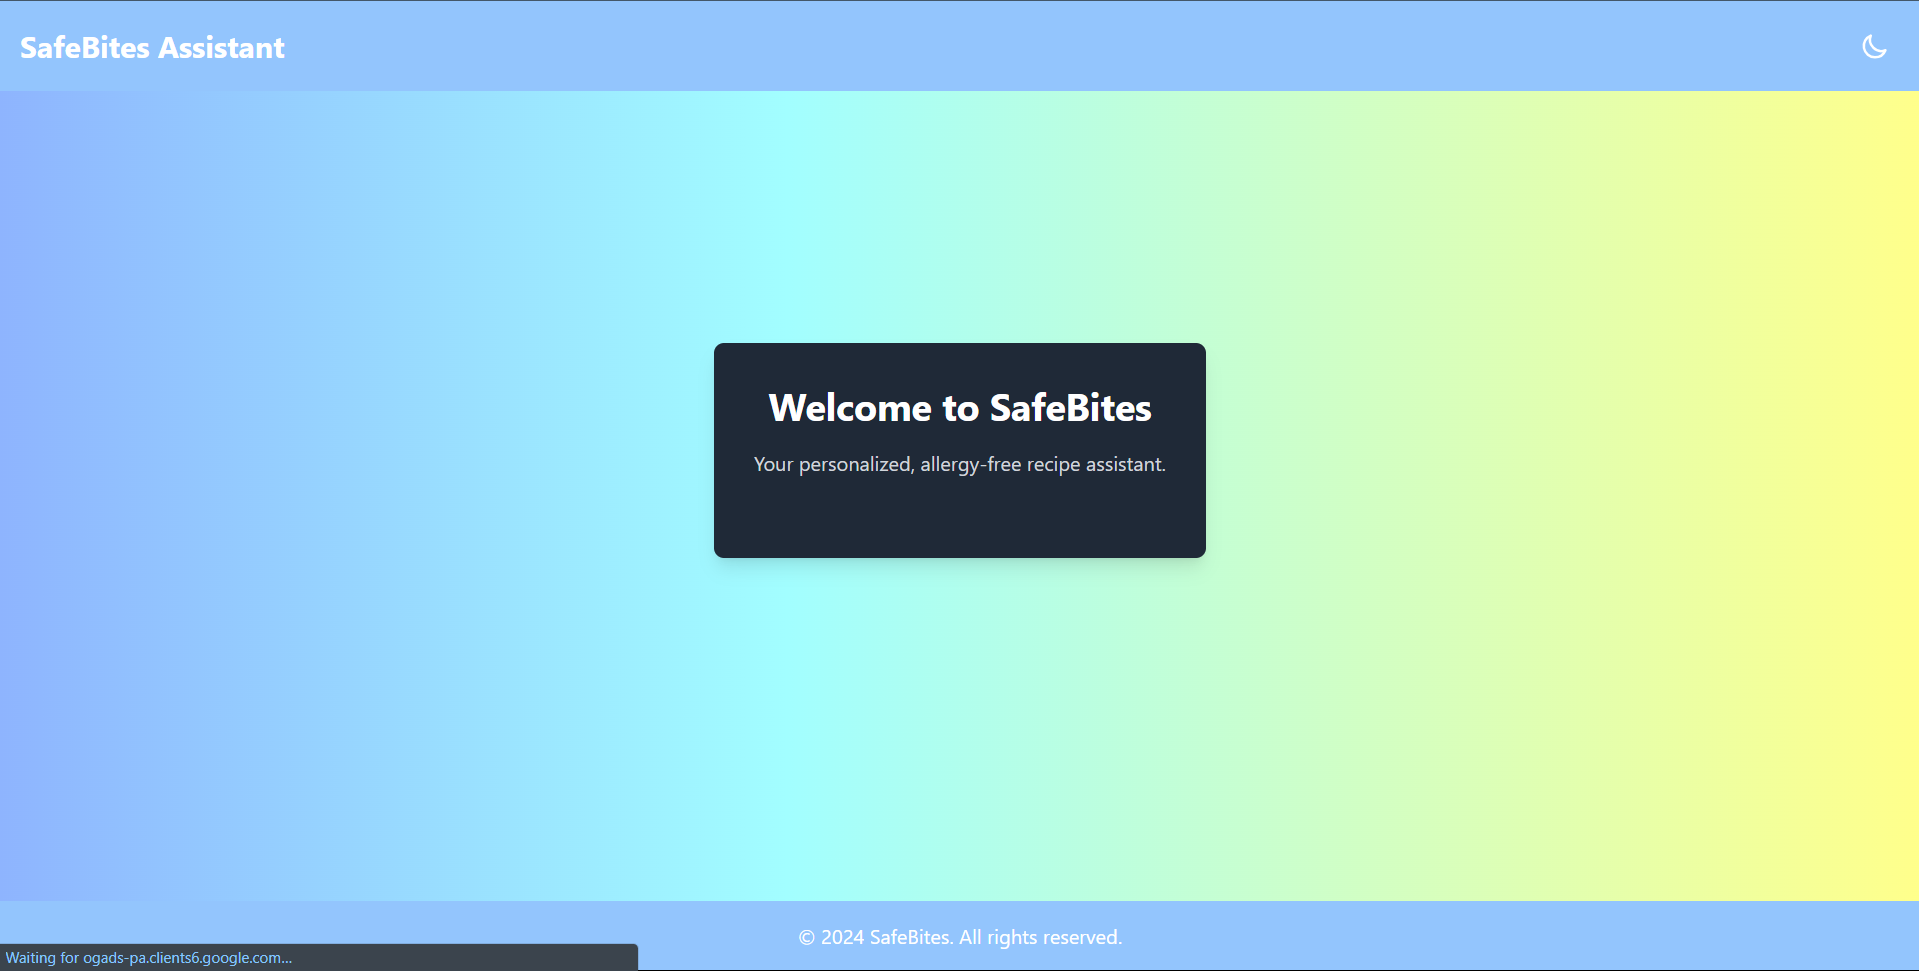 SafeBites Assistant
Welcome to SafeBites
Your personalized, allergy-free recipe assistant.
© 2024 SafeBites. All rights reserved.
Waiting for ogads-pa.clients6.google.com...